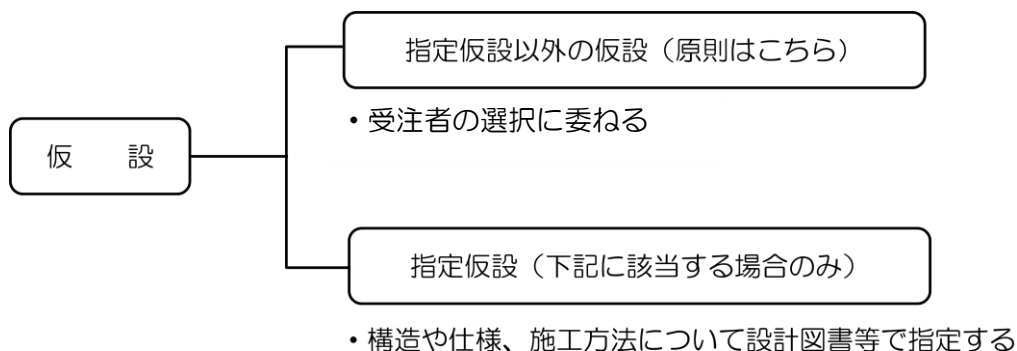 指定仮設以外の仮設（原則はこちら）
・受注者の選択に委ねる
仮　　設
指定仮設（下記に該当する場合のみ）
・構造や仕様、施工方法について設計図書等で指定する